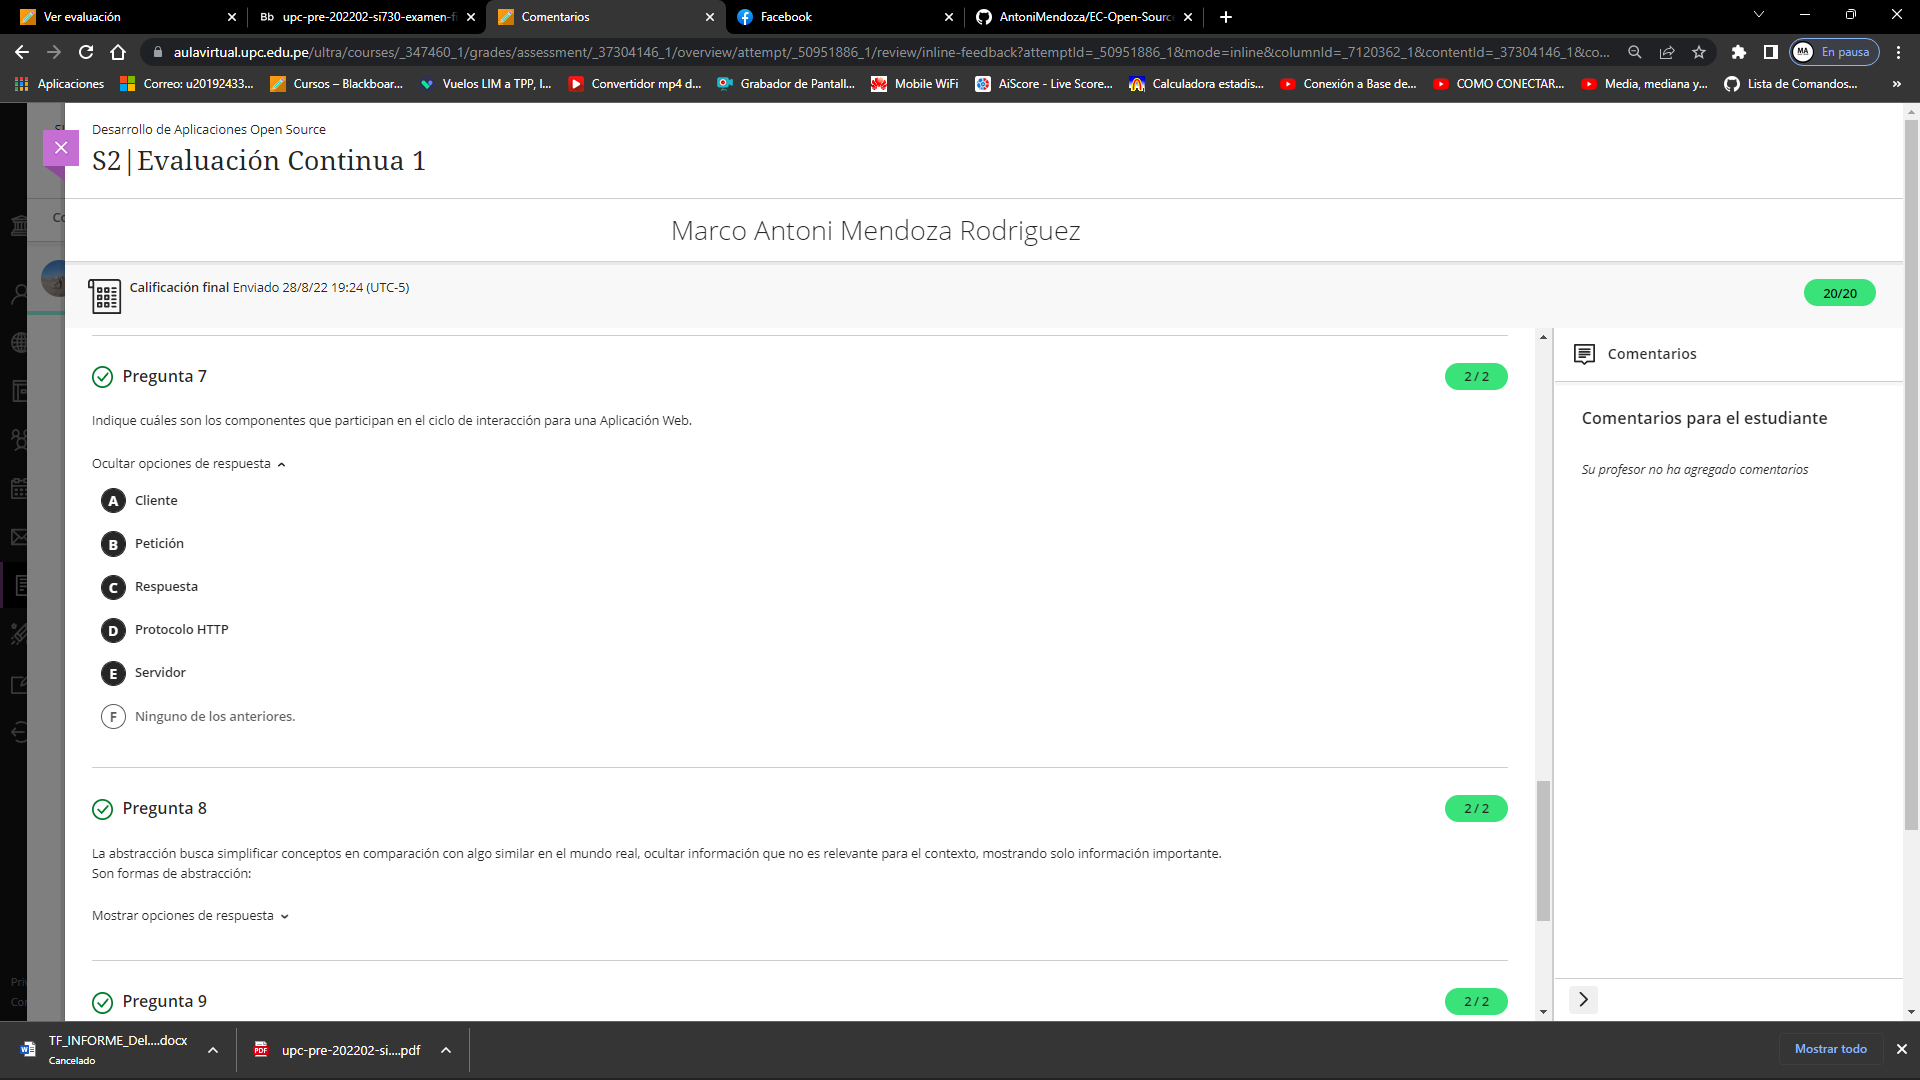 Ver evaluación
Bb upc-pre-202202-si730-examen-f
Comentarios
Facebook
AntoniMendoza/EC-Open-Sourc
aulavirtual.upc.edu.pe/ultra/courses/_347460_1/grades/assessment/_37304146_1/overview/attempt/_50951886_1/review/inline-feedback?attemptId=_50951886_1&mode=inline&columnId=_7120362_1&contentId=_37304146_1&co...
MA En pausa
Aplicaciones
Correo: u20192433...
Cursos – Blackboar...
Vuelos LIM a TPP, l...
Convertidor mp4 d...
Grabador de Pantall...
Mobile WiFi
AiScore - Live Score...
Calculadora estadis...
Conexión a Base de...
COMO CONECTAR...
Media, mediana y...
Lista de Comandos...
»
Desarrollo de Aplicaciones Open Source
S2|Evaluación Continua 1
Marco Antoni Mendoza Rodriguez
Calificación final Enviado 28/8/22 19:24 (UTC-5)
20/20
Pregunta 7
2 / 2
Indique cuáles son los componentes que participan en el ciclo de interacción para una Aplicación Web.
Ocultar opciones de respuesta
A Cliente
B Petición
C Respuesta
D Protocolo HTTP
E Servidor
F Ninguno de los anteriores.
Pregunta 8
2 / 2
La abstracción busca simplificar conceptos en comparación con algo similar en el mundo real, ocultar información que no es relevante para el contexto, mostrando solo información importante.
Son formas de abstracción:
Mostrar opciones de respuesta
Pregunta 9
2 / 2
Comentarios
Comentarios para el estudiante
Su profesor no ha agregado comentarios
TF_INFORME_Del....docx
Cancelado
PDF
upc-pre-202202-si....pdf
Mostrar todo